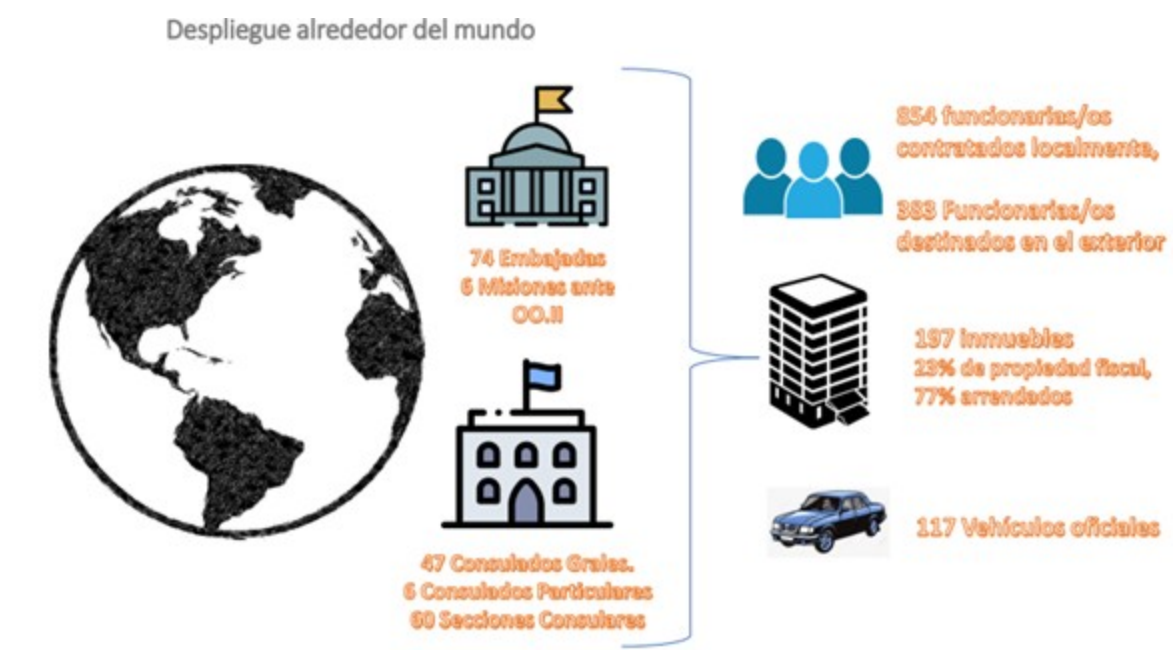 Despliegue alrededor del mundo
74 Embajadas
6 Misiones ante
OO.II
47 Consulados Grales.
6 Consulados Particulares
60 Secciones Consulares
854 funcionarias/os
contratados localmente,
383 Funcionarias/os
destinados en el exterior
197 inmuebles
23% de propiedad fiscal,
77% arrendados
117 Vehículos oficiales